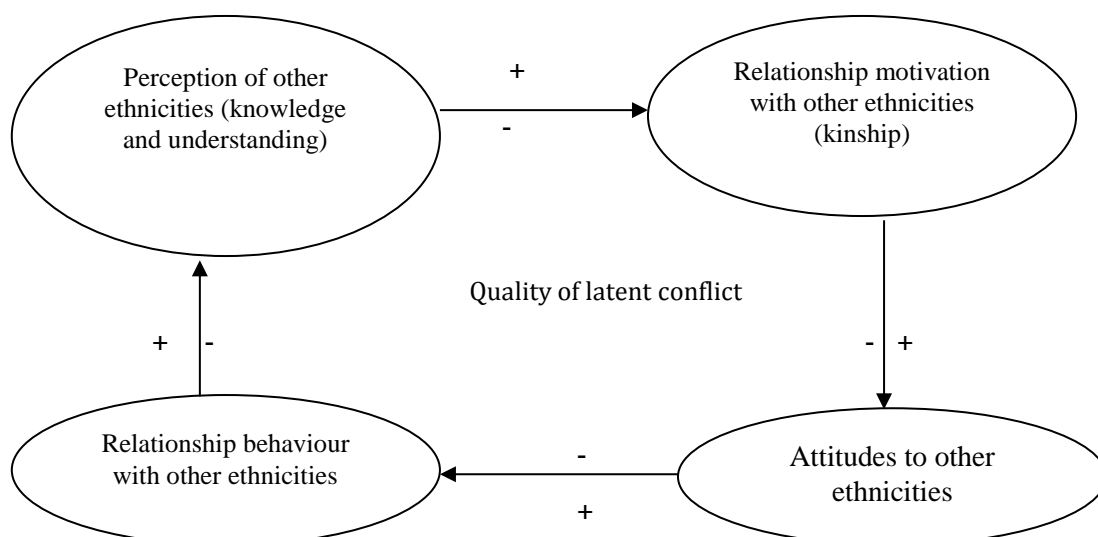 Perception of other
ethnicities (knowledge
and understanding)
+
-
Relationship motivation
with other ethnicities
(kinship)
Quality of latent conflict
+ -
- +
Relationship behaviour
with other ethnicities
-
+
Attitudes to other
ethnicities